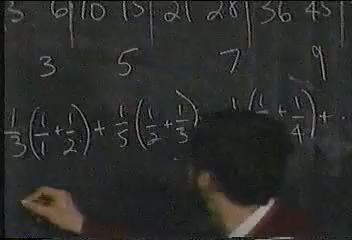 3 6|10 15|21 28|36 45|
3 5 7 9
1/3 (1/1 + 1/2) + 1/5 (1/2 + 1/3) 1/ (1/ + 1/4) + ..